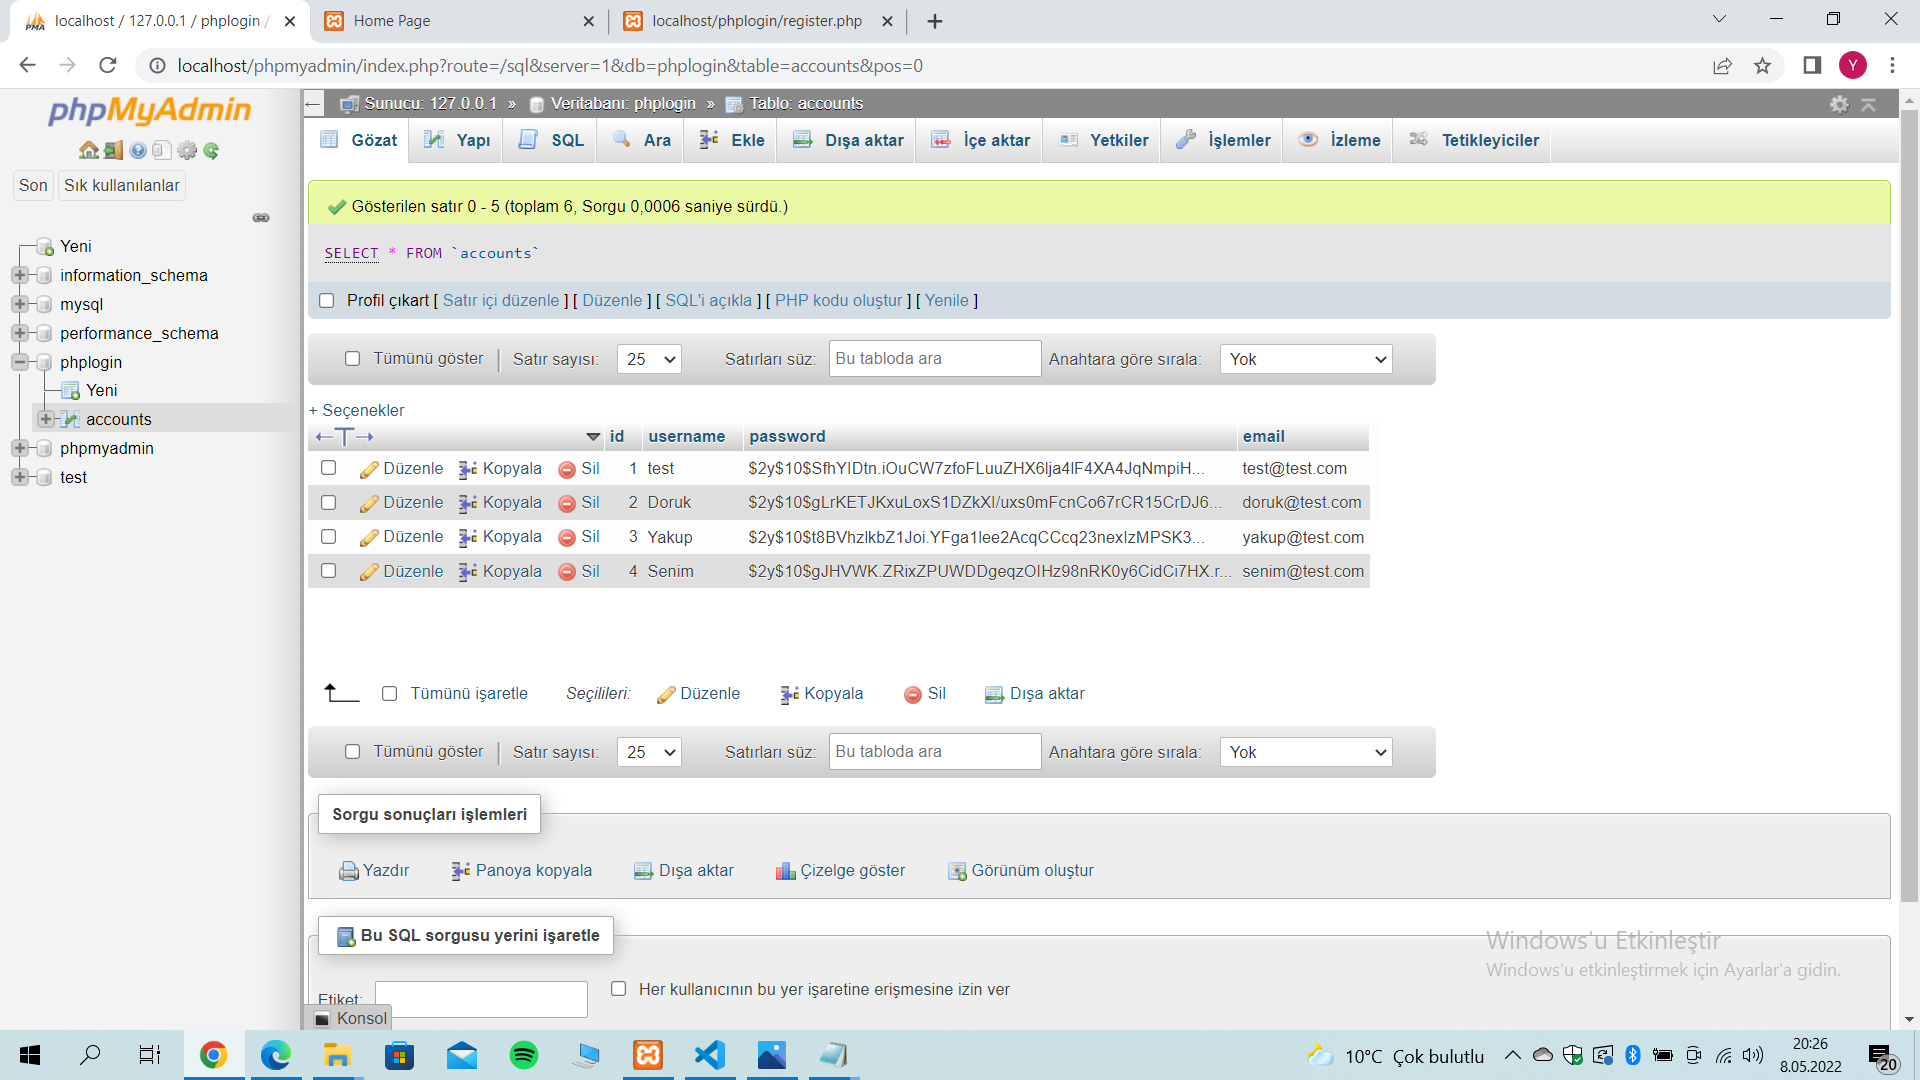 localhost / 127.0.0.1 / phplogin /
Home Page
localhost/phplogin/register.php
localhost/phpmyadmin/index.php?route=/sql&server=1&db=phplogin&table=accounts&pos=0
Y
phpMyAdmin
Son
Sık kullanılanlar
Yeni
information_schema
mysql
performance_schema
phplogin
Yeni
accounts
phpmyadmin
test
Sunucu: 127.0.0.1 » Veritabanı: phplogin » Tablo: accounts
Gözat Yapı SQL Ara Ekle Dışa aktar İçe aktar Yetkiler İşlemler İzleme Tetikleyiciler
Gösterilen satır 0 - 5 (toplam 6, Sorgu 0,0006 saniye sürdü.)
SELECT * FROM `accounts`
Profil çıkart [ Satır içi düzenle ] [ Düzenle ] [ SQL'i açıkla ] [ PHP kodu oluştur ] [ Yenile ]
Tümünü göster Satır sayısı: 25 Satırları süz: Bu tabloda ara Anahtara göre sırala: Yok
+ Seçenekler
id username password email
Düzenle Kopyala Sil 1 test $2y$10$SfhYIDtn.iOuCW7zfoFLuuZHX6lja4lF4XA4JqNmpiH... test@test.com
Düzenle Kopyala Sil 2 Doruk $2y$10$gLrKETJKxuLoxS1DZkXI/uxs0mFcnCo67rCR15CrDJ6... doruk@test.com
Düzenle Kopyala Sil 3 Yakup $2y$10$t8BVhzlkbZ1Joi.YFga1lee2AcqCCcq23nexlzMPSK3... yakup@test.com
Düzenle Kopyala Sil 4 Senim $2y$10$gJHVWK.ZRixZPUWDDgeqzOIHz98nRK0y6CidCi7HX.r... senim@test.com
Tümünü işaretle Seçilileri: Düzenle Kopyala Sil Dışa aktar
Tümünü göster Satır sayısı: 25 Satırları süz: Bu tabloda ara Anahtara göre sırala: Yok
Sorgu sonuçları işlemleri
Yazdır Panoya kopyala Dışa aktar Çizelge göster Görünüm oluştur
Bu SQL sorgusu yerini işaretle
Windows'u Etkinleştir
Windows'u etkinleştirmek için Ayarlar'a gidin.
Etiket: Her kullanıcının bu yer işaretine erişmesine izin ver
Konsol
10°C Çok bulutlu
20:26
8.05.2022
20